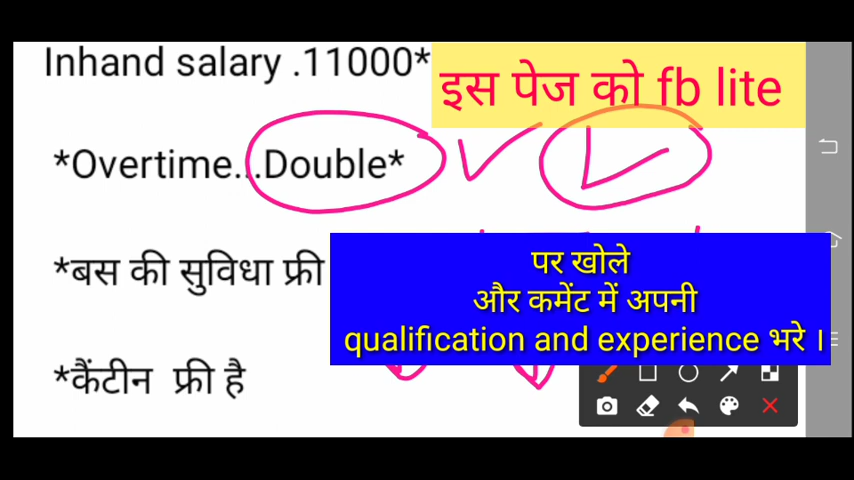 Inhand salary .11000*
इस पेज को fb lite
*Overtime...Double*
*बस की सुविधा फ्री
पर खोले
और कमेंट में अपनी
qualification and experience भरे ।
*कैंटीन फ्री है